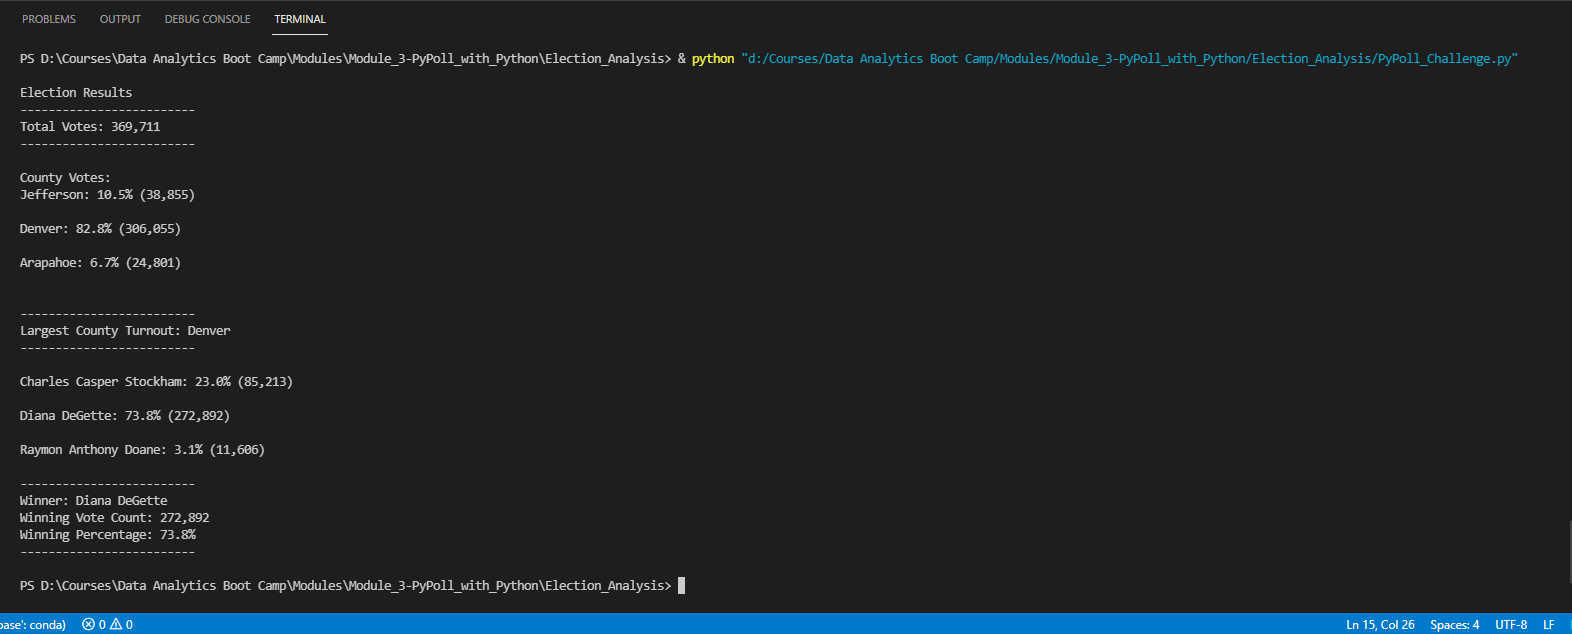 PROBLEMS OUTPUT DEBUG CONSOLE TERMINAL
PS D:\Courses\Data Analytics Boot Camp\Modules\Module_3-PyPoll_with_Python\Election_Analysis> & python "d:/Courses/Data Analytics Boot Camp/Modules/Module_3-PyPoll_with_Python/Election_Analysis/PyPoll_Challenge.py"
Election Results
-------------------------
Total Votes: 369,711
-------------------------
County Votes:
Jefferson: 10.5% (38,855)
Denver: 82.8% (306,055)
Arapahoe: 6.7% (24,801)
-------------------------
Largest County Turnout: Denver
-------------------------
Charles Casper Stockham: 23.0% (85,213)
Diana DeGette: 73.8% (272,892)
Raymon Anthony Doane: 3.1% (11,606)
-------------------------
Winner: Diana DeGette
Winning Vote Count: 272,892
Winning Percentage: 73.8%
-------------------------
PS D:\Courses\Data Analytics Boot Camp\Modules\Module_3-PyPoll_with_Python\Election_Analysis>
base': conda) 0 0 Ln 15, Col 26 Spaces: 4 UTF-8 LF